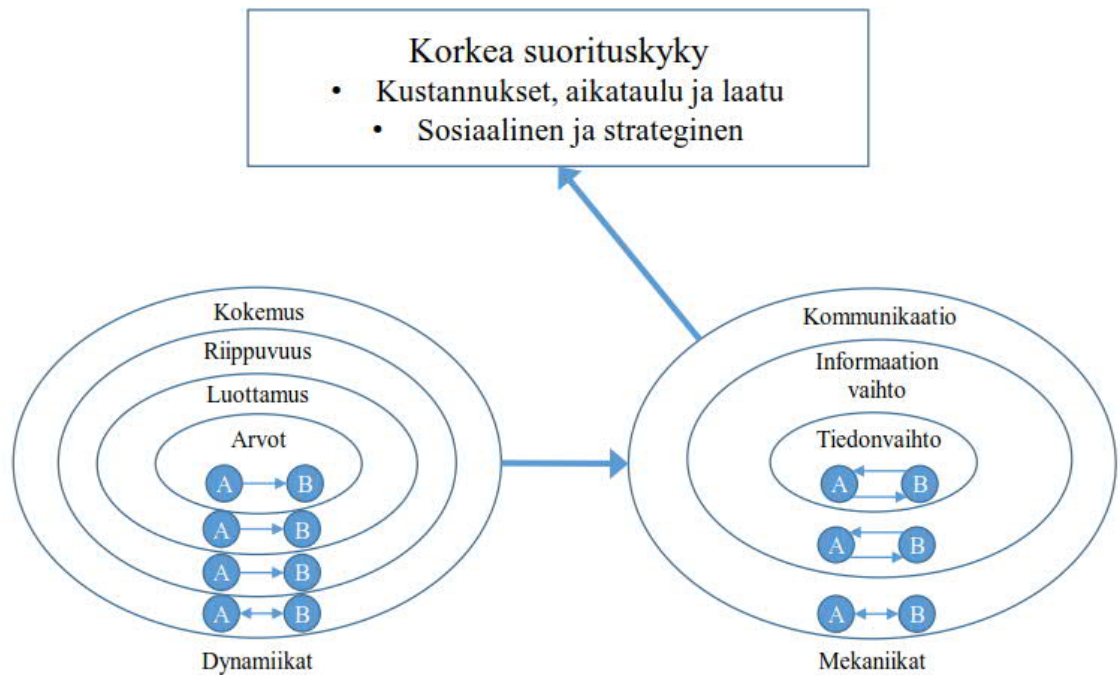 Korkea suorituskyky
• Kustannukset, aikataulu ja laatu
• Sosiaalinen ja strateginen
Kokemus
Riippuvuus
Luottamus
Arvot
A B
A B
A B
A B
Dynamiikat
Kommunikaatio
Informaation
vaihto
Tiedonvaihto
A B
A B
A B
Mekaniikat